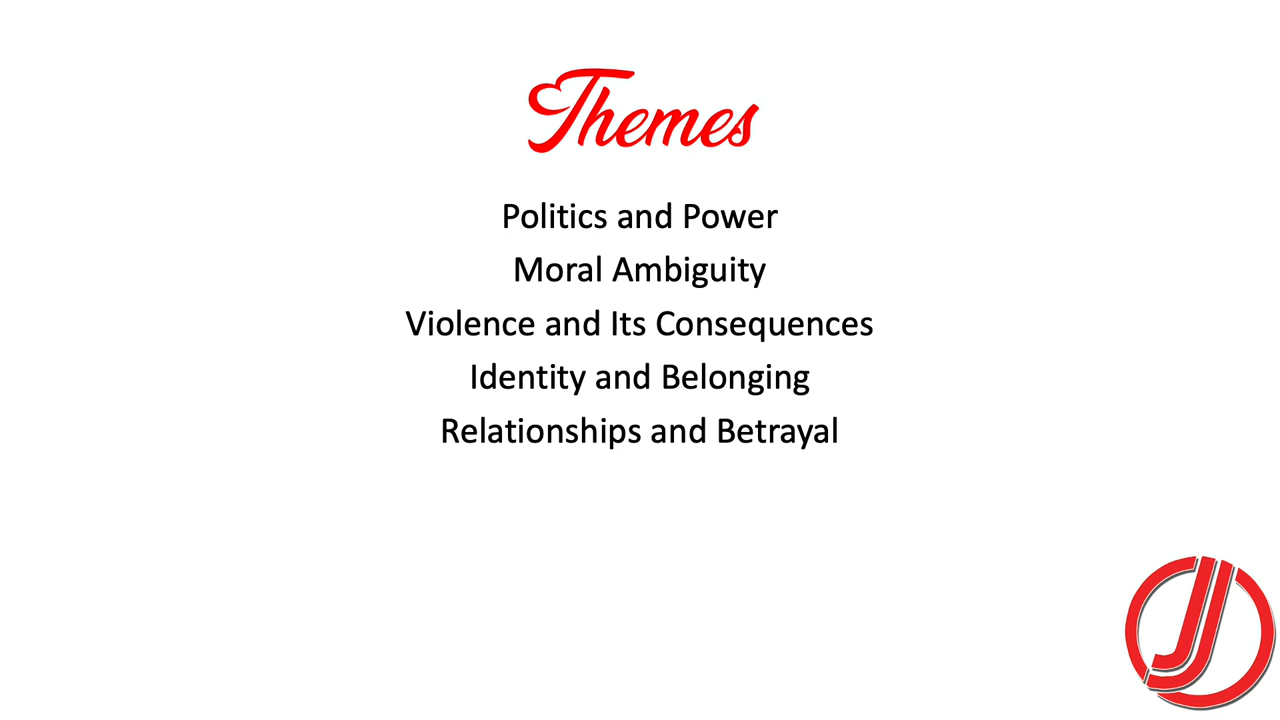 Themes
Politics and Power
Moral Ambiguity
Violence and Its Consequences
Identity and Belonging
Relationships and Betrayal